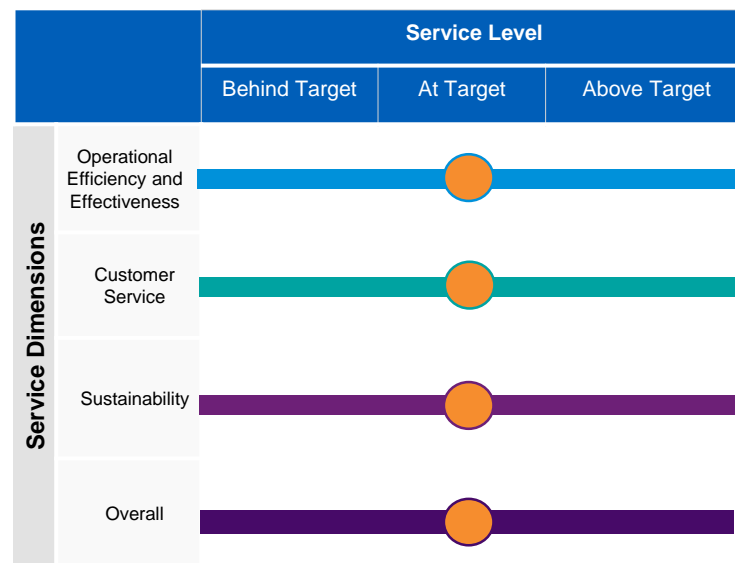 Service Level
Behind Target
At Target
Above Target
Service Dimensions
Operational
Efficiency and
Effectiveness
Customer
Service
Sustainability
Overall